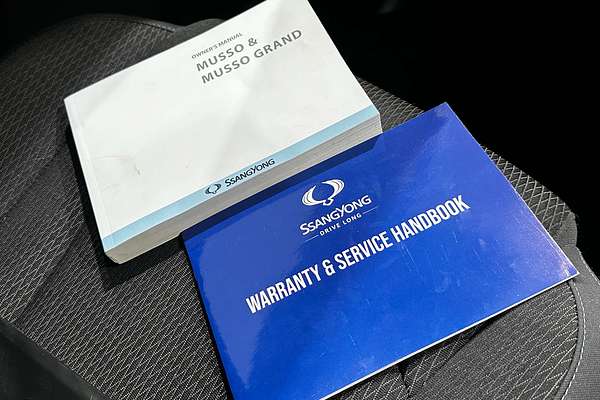 OWNER'S MANUAL
MUSSO &
MUSSO GRAND
SSANGYONG
SSANGYONG
DRIVE LONG
WARRANTY & SERVICE HANDBOOK